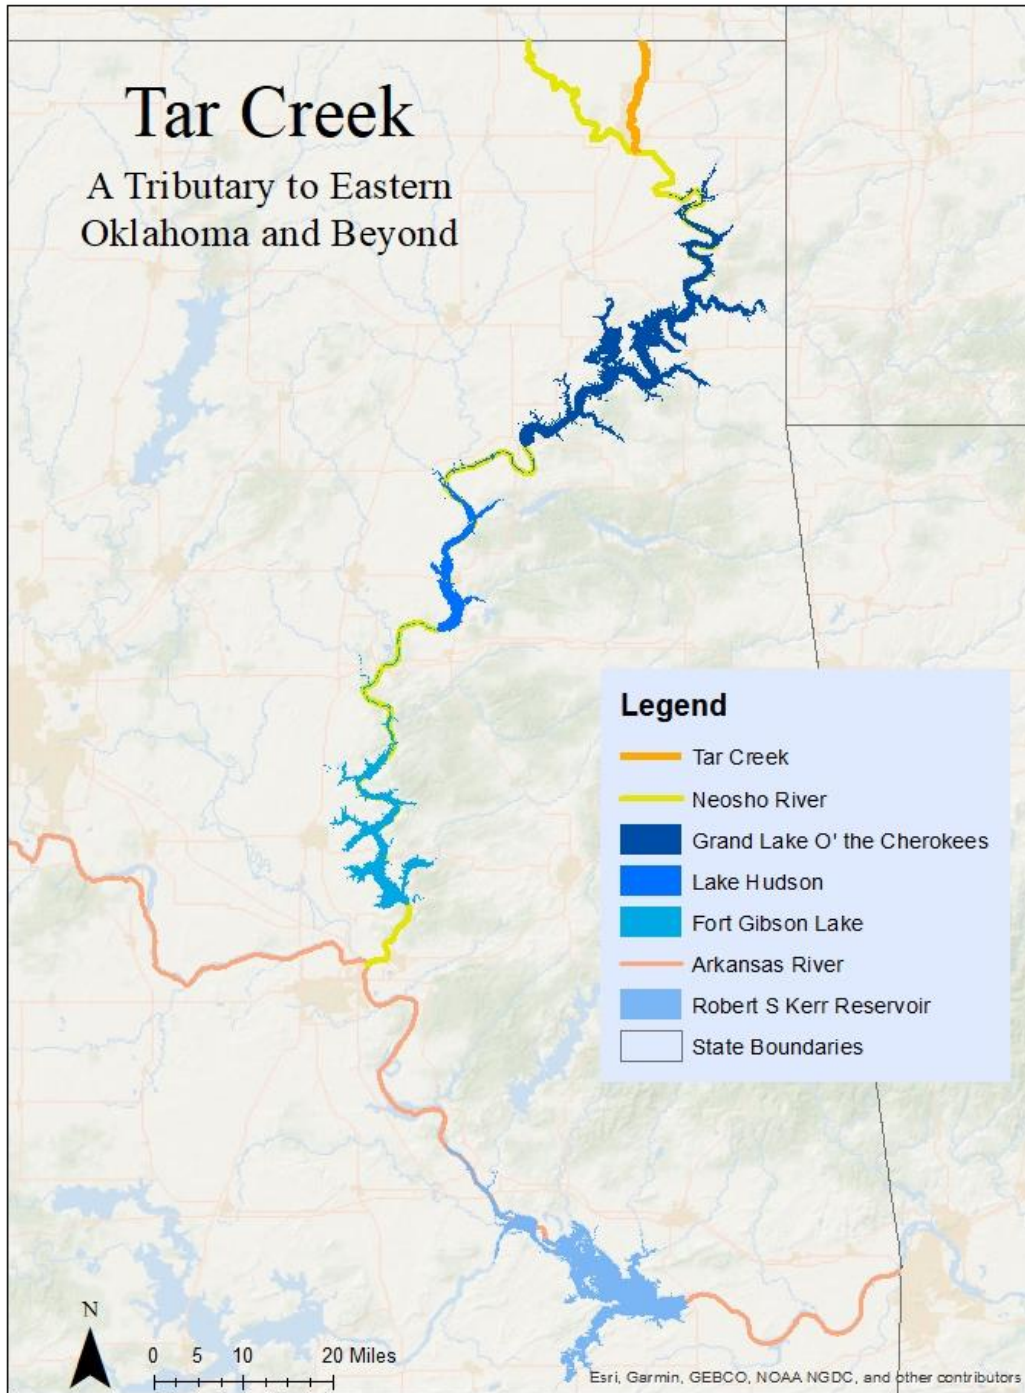 Tar Creek
A Tributary to Eastern
Oklahoma and Beyond
Legend
Tar Creek
Neosho River
Grand Lake O' the Cherokees
Lake Hudson
Fort Gibson Lake
Arkansas River
Robert S Kerr Reservoir
State Boundaries
N
0 5 10 20 Miles
Esri, Garmin, GEBCO, NOAA NGDC, and other contributors